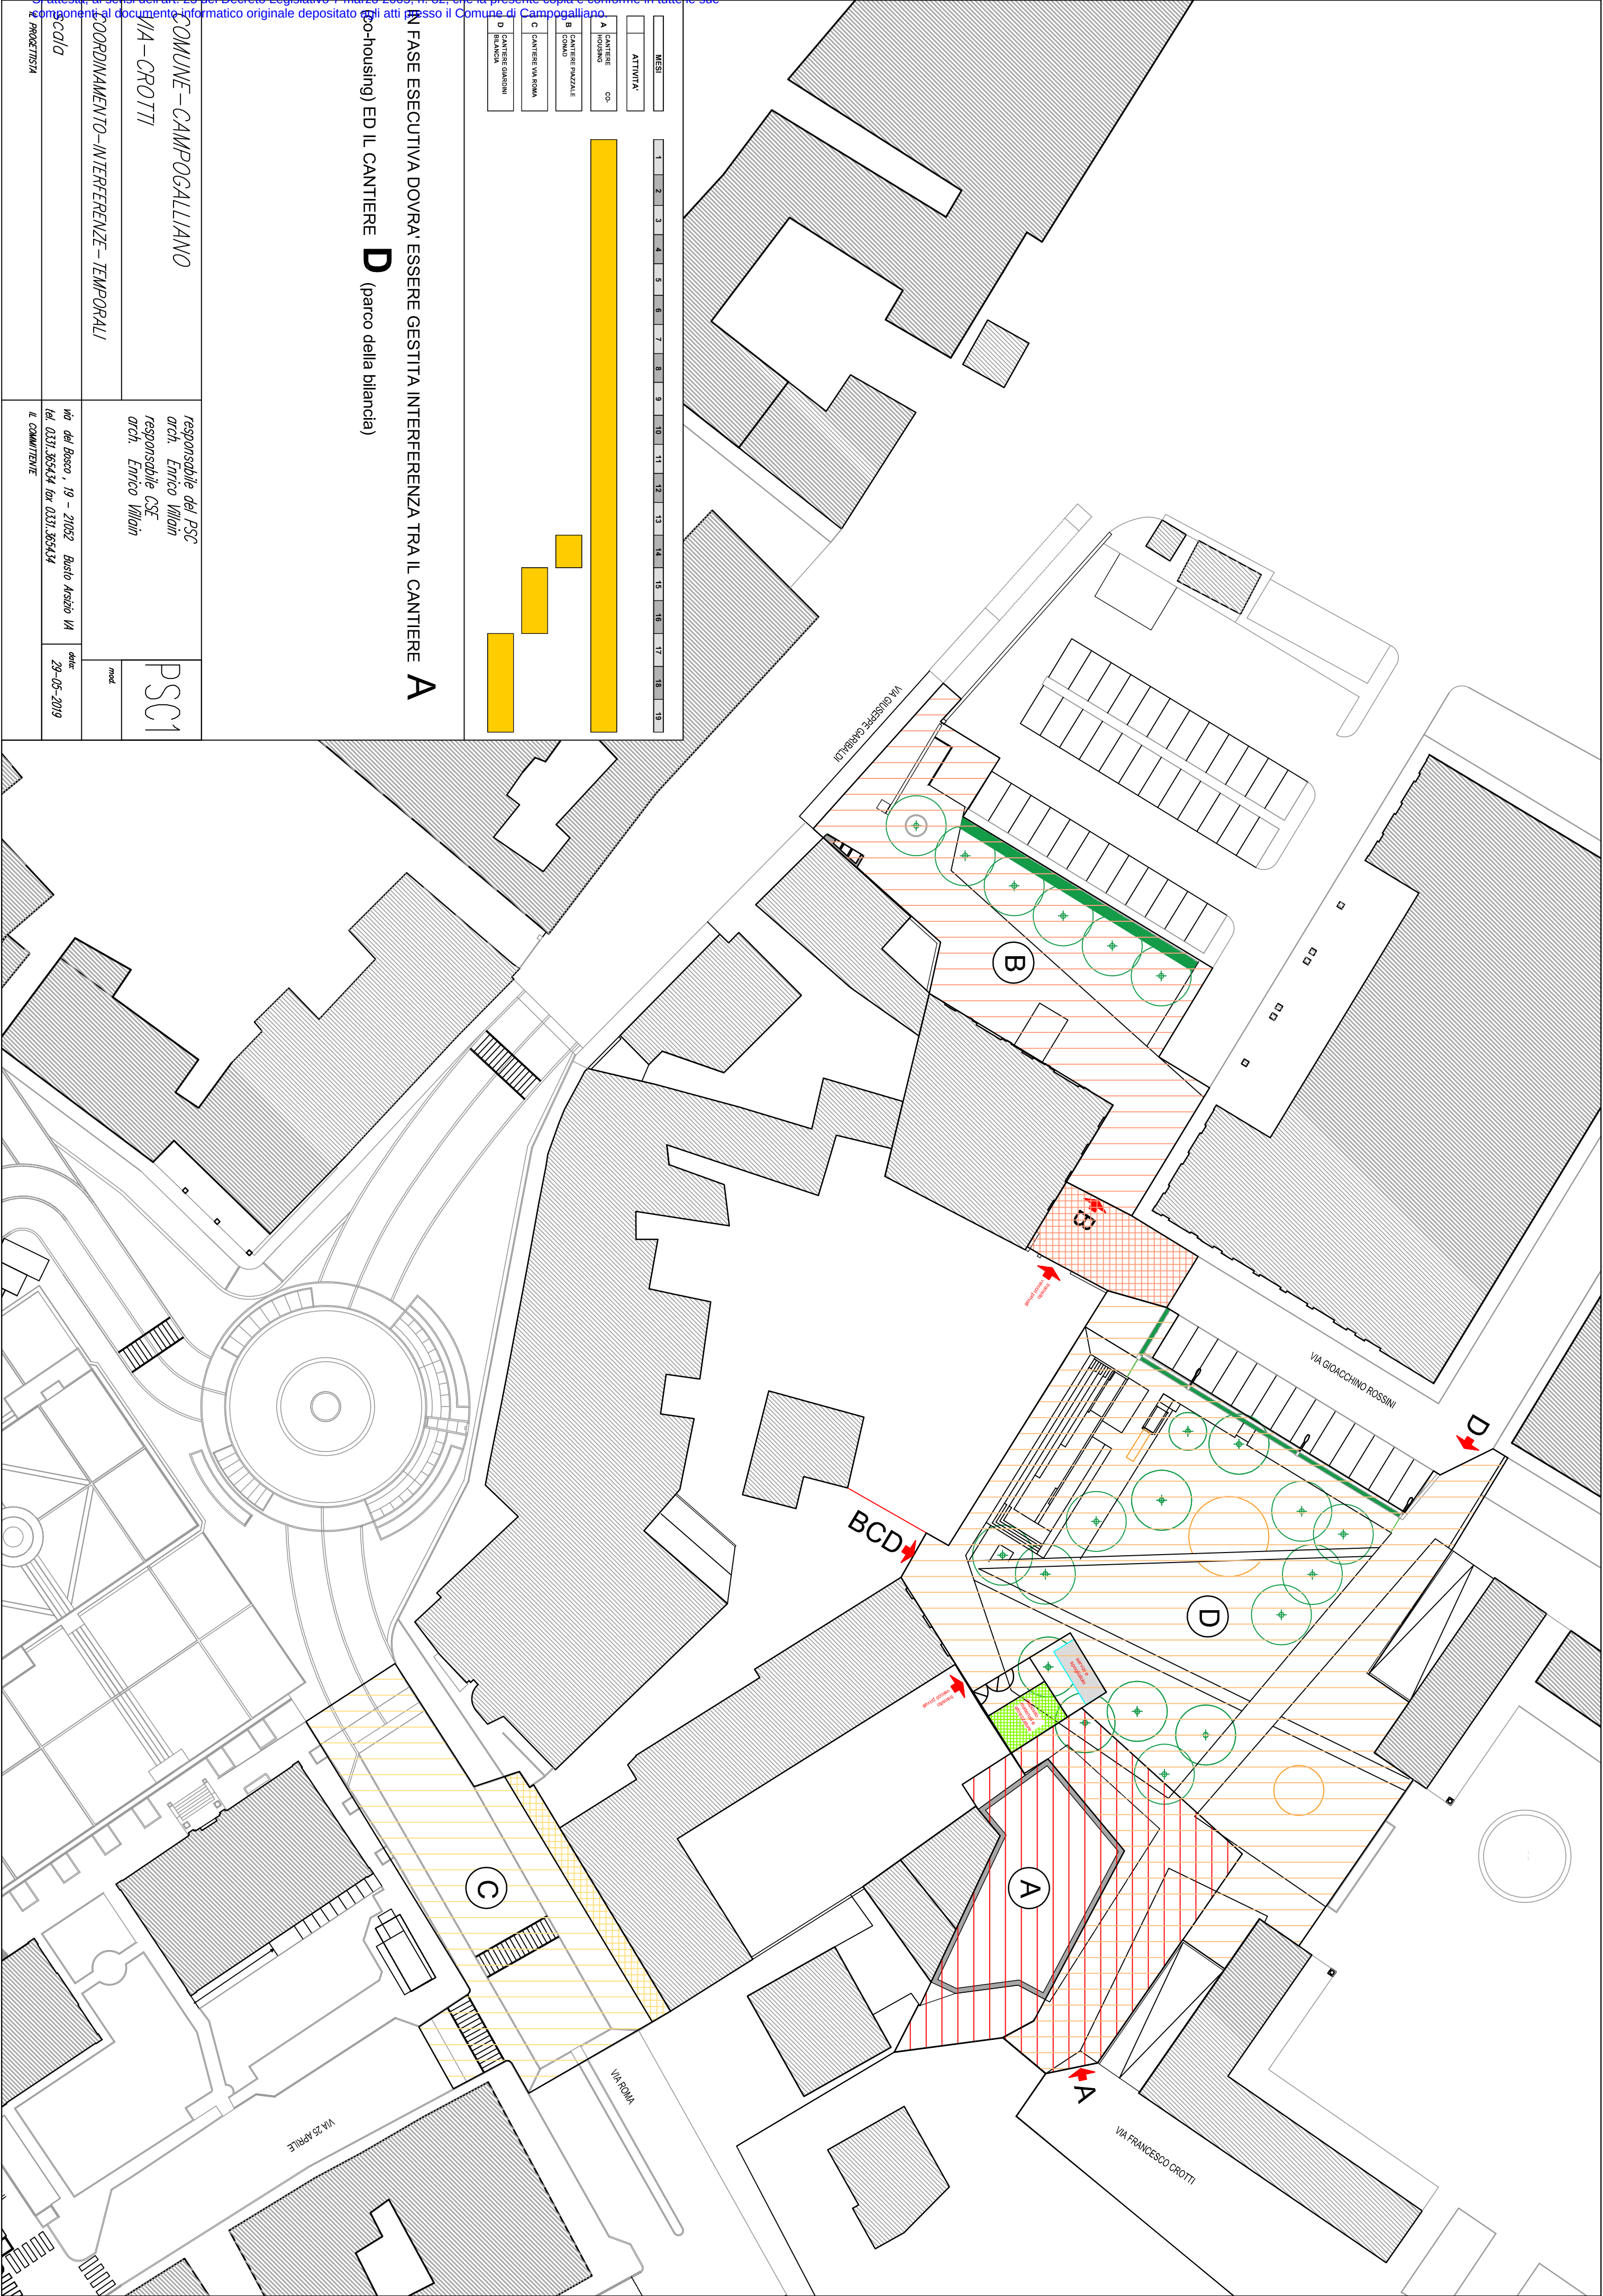 componenti al documento informatico originale depositato agli atti presso il Comune di Campogalliano.
MESI 1 2 3 4 5 6 7 8 9 10 11 12 13 14 15 16 17 18 19
ATTIVITA'
A CANTIERE CO-
HOUSING
B CANTIERE PIAZZALE
CONAD
C CANTIERE VIA ROMA
D CANTIERE GIARDINI
BILANCIA
IN FASE ESECUTIVA DOVRA' ESSERE GESTITA INTERFERENZA TRA IL CANTIERE A
(co-housing) ED IL CANTIERE D (parco della bilancia)
COMUNE-CAMPOGALLIANO
VIA-CROTTI
COORDINAMENTO-INTERFERENZE-TEMPORALI
scala
IL PROGETTISTA
responsabile del PSC
arch. Enrico Villain
responsabile CSE
arch. Enrico Villain
via del Bosco , 19 - 21052 Busto Arsizio VA
tel. 0331.365434 fax 0331.365434
IL COMMITTENTE
PSC1
mod.
data:
29-05-2019
VIA GIUSEPPE GARIBALDI
B
B
VIA GIOACCHINO ROSSINI
D
BCD
D
A
A
C
VIA ROMA
VIA 25 APRILE
VIA FRANCESCO CROTTI